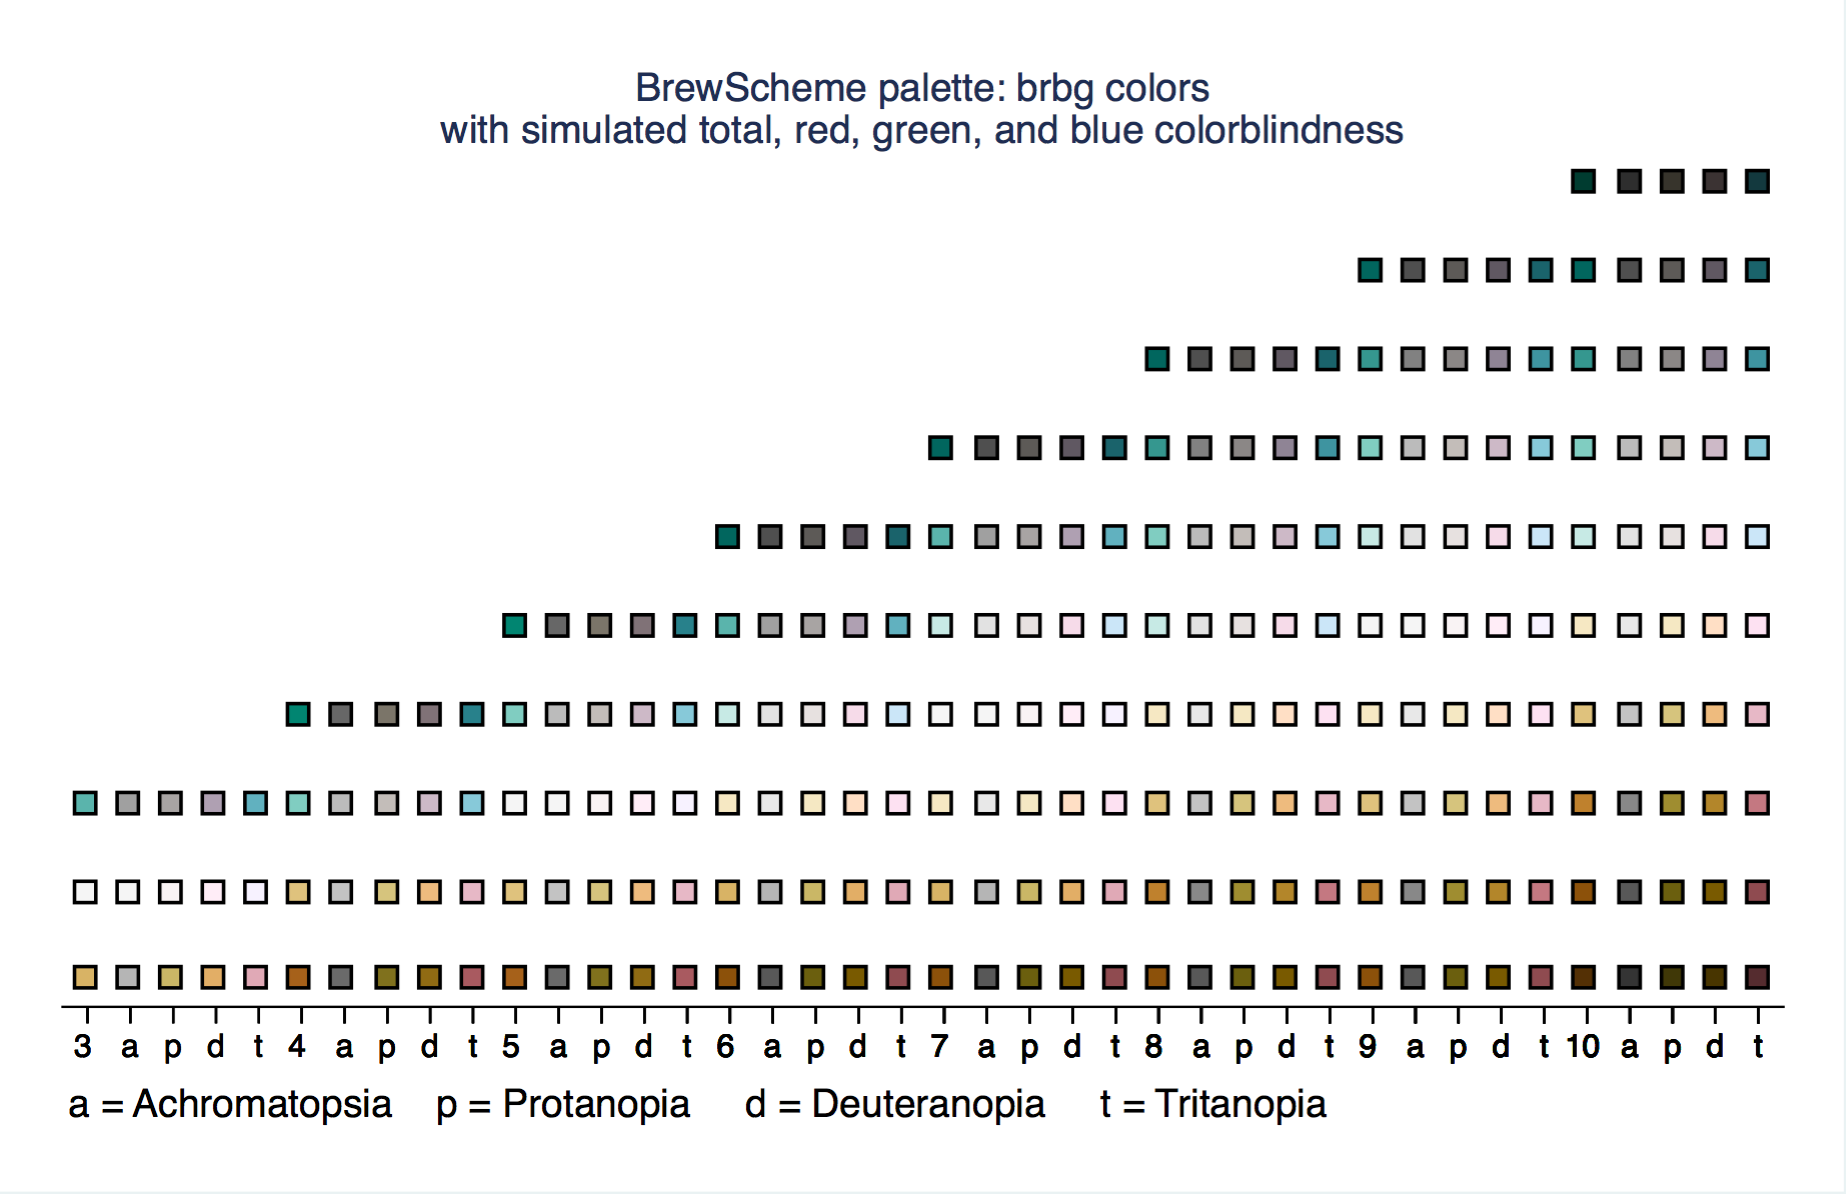 BrewScheme palette: brbg colors
with simulated total, red, green, and blue colorblindness
3 a p d t 4 a p d t 5 a p d t 6 a p d t 7 a p d t 8 a p d t 9 a p d t 10 a p d t
a = Achromatopsia p = Protanopia d = Deuteranopia t = Tritanopia